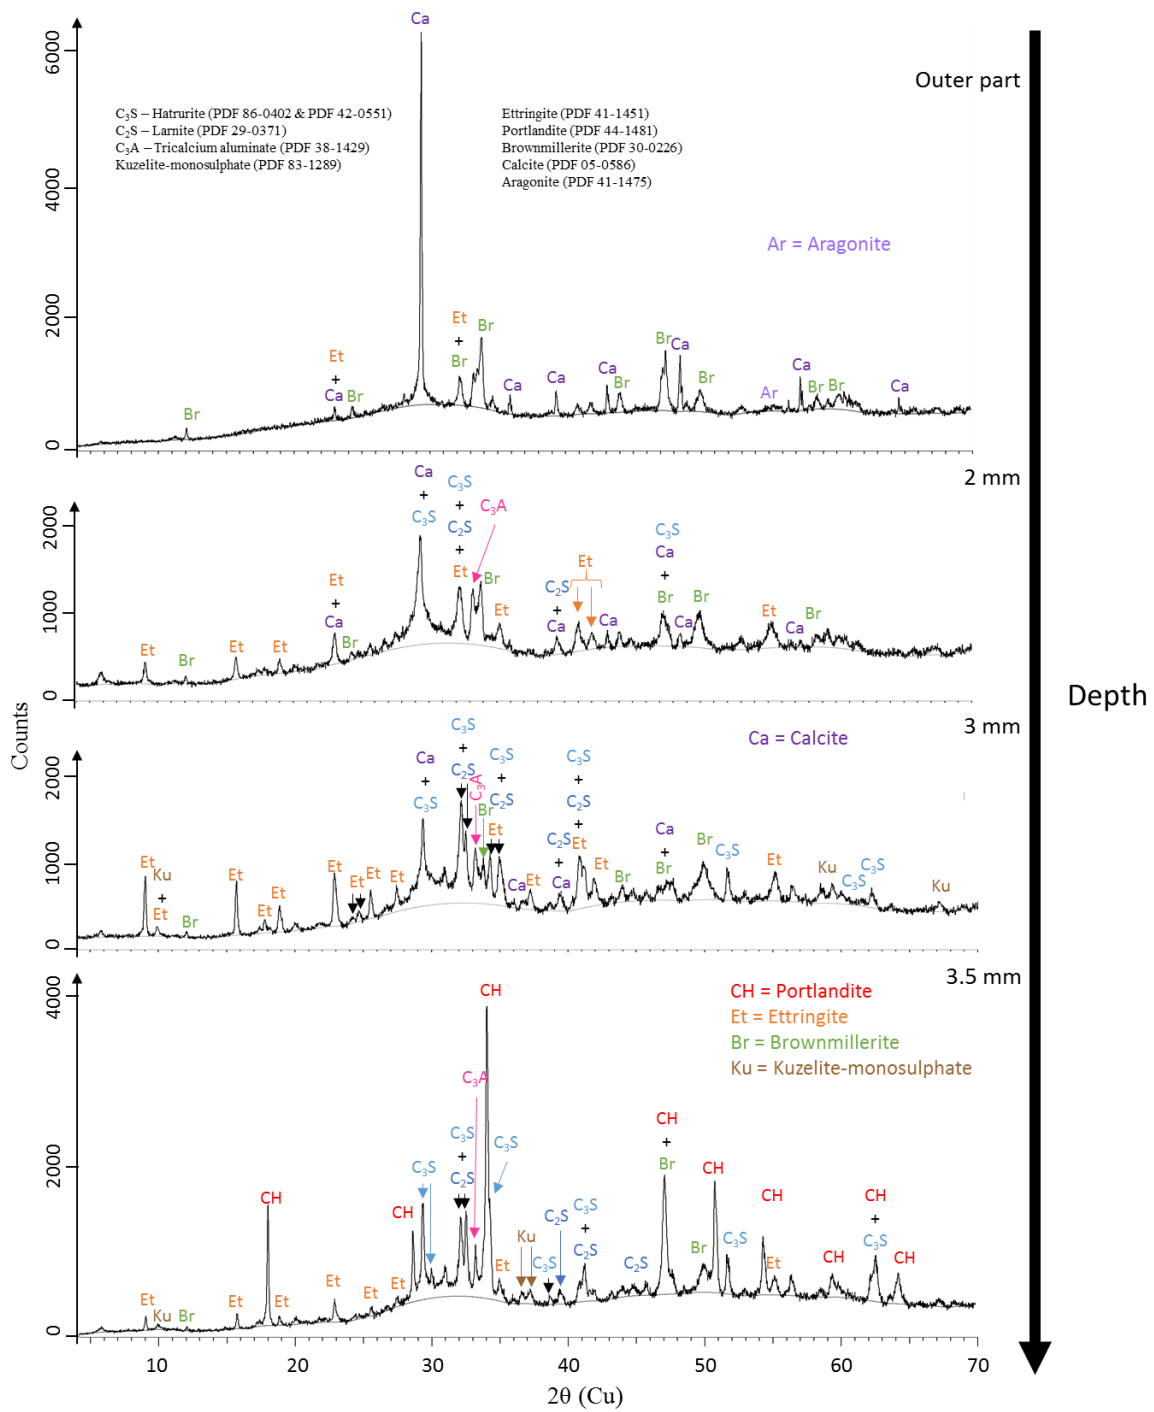 Ca
6000
Outer part
C₃S – Hatrurite (PDF 86-0402 & PDF 42-0551)
C₂S – Larnite (PDF 29-0371)
C₃A – Tricalcium aluminate (PDF 38-1429)
Kuzelite-monosulphate (PDF 83-1289)
Ettringite (PDF 41-1451)
Portlandite (PDF 44-1481)
Brownmillerite (PDF 30-0226)
Calcite (PDF 05-0586)
Aragonite (PDF 41-1475)
4000
Ar = Aragonite
2000
Et
+
Br
Br
Et
+
Ca
Br
Br
Ca
Ca
Ca
Br
Br
Ca
Br
Ar
Ca
Br
Br
Ca
0
2 mm
Ca
+
C₃S
C₃S
+
C₂S
+
Et
C₃A
Br
2000
1000
0
Et
Br
Et
Et
Et
+
Ca
Br
Et
C₂S
+
Ca
Et
Ca
C₃S
Ca
+
Br
Ca
Br
Et
Ca
Br
3 mm
Depth
Counts
Ca = Calcite
2000
1000
0
Et
Ku
+
Et
Br
Et
Et
Et
Et
Et
Et
Et
Ca
+
C₃S
C₃S
+
C₂S
C₃A
Br
C₃S
+
C₂S
Et
Ca
Et
C₂S
+
Ca
C₃S
+
C₂S
+
Et
Et
Br
Ca
+
Br
Br
C₃S
Et
Ku
C₃S
C₃S
Ku
3.5 mm
CH = Portlandite
Et = Ettringite
Br = Brownmillerite
Ku = Kuzelite-monosulphate
4000
2000
0
Et
Ku
Br
Et
CH
Et
Et
Et
Et
CH
C₃S
C₃S
+
C₂S
C₃A
CH
C₃S
Et
Ku
C₃S
C₂S
C₃S
+
C₂S
C₂S
CH
+
Br
Br
CH
C₃S
CH
Et
CH
CH
+
C₃S
CH
10 20 30 40 50 60 70
2θ (Cu)